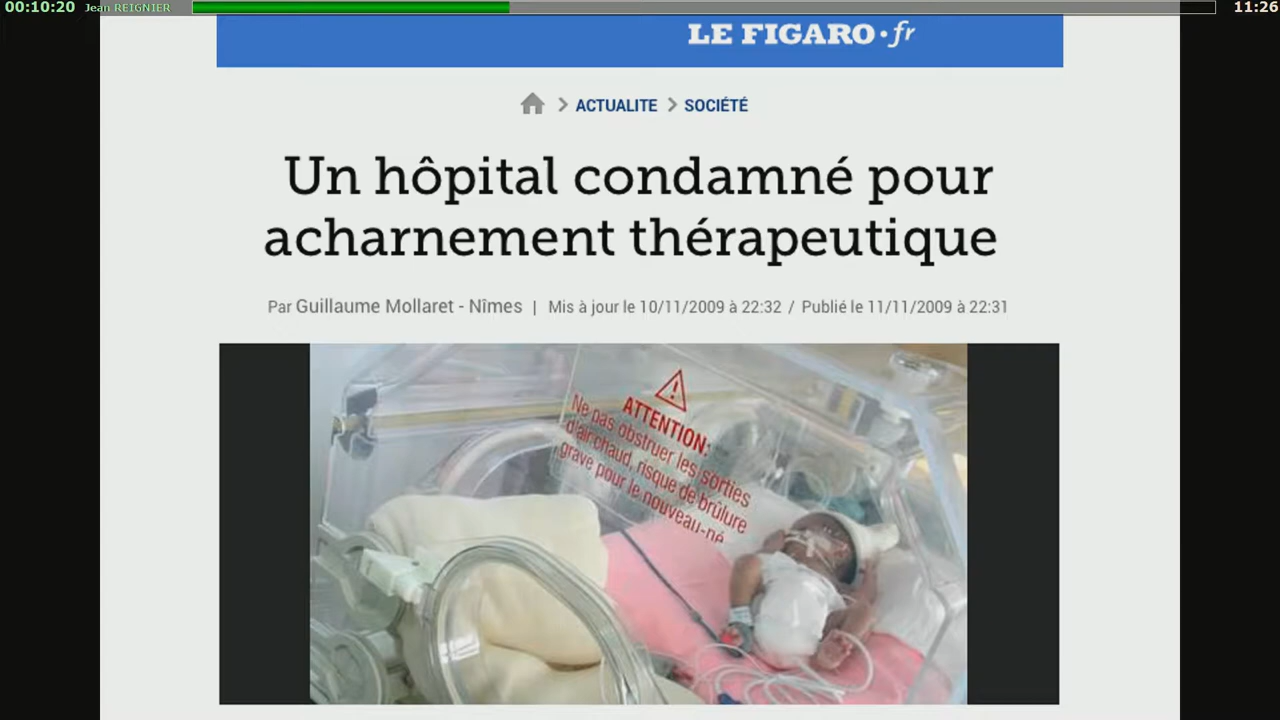 00:10:20 Jean REIGNIER 11:26
LE FIGARO·fr
ACTUALITE > SOCIÉTÉ
Un hôpital condamné pour
acharnement thérapeutique
Par Guillaume Mollaret - Nîmes | Mis à jour le 10/11/2009 à 22:32 / Publié le 11/11/2009 à 22:31
ATTENTION:
Ne pas obstruer les sorties
d'air chaud, risque de brûlure
grave pour le nouveau-né